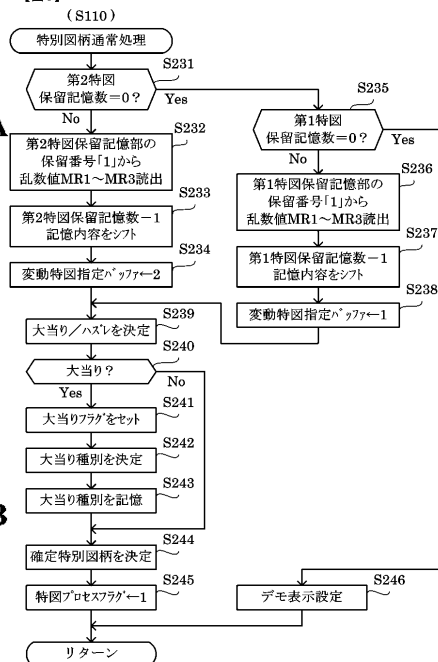 (S110)
特別図柄通常処理
S231
第2特図
保留記憶数=0?
Yes
No
S232
第2特図保留記憶部の
保留番号「1」から
乱数値MR1～MR3読出
S233
第2特図保留記憶数－1
記憶内容をシフト
S234
変動特図指定ﾊﾞｯﾌｧ←2
S235
第1特図
保留記憶数=0?
Yes
No
S236
第1特図保留記憶部の
保留番号「1」から
乱数値MR1～MR3読出
S237
第1特図保留記憶数－1
記憶内容をシフト
S238
変動特図指定ﾊﾞｯﾌｧ←1
S239
大当り／ﾊｽﾞﾚを決定
S240
大当り?
No
Yes
S241
大当りﾌﾗｸﾞをセット
S242
大当り種別を決定
S243
大当り種別を記憶
S244
確定特別図柄を決定
S245
特図ﾌﾟﾛｾｽﾌﾗｸﾞ←1
S246
デモ表示設定
リターン